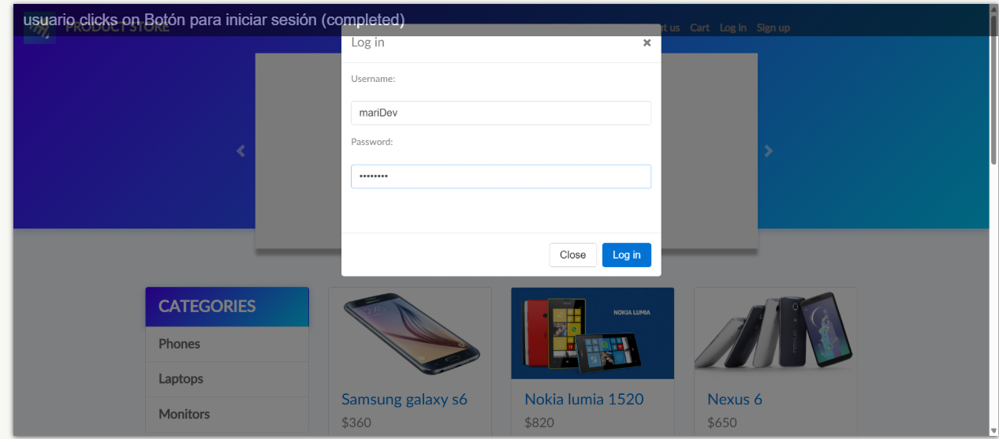 usuario clicks on Botón para iniciar sesión (completed)
PRODUCT STORE
t us Cart Log In Sign up
Log in ×
Username:
mariDev
Password:
••••••••
Close Log in
CATEGORIES
Phones
Laptops
Monitors
NOKIA LUMIA
Samsung galaxy s6
$360
Nokia lumia 1520
$820
Nexus 6
$650